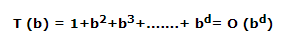 T (b) = 1+b²+b³+.......+ bᵈ= O (bᵈ)